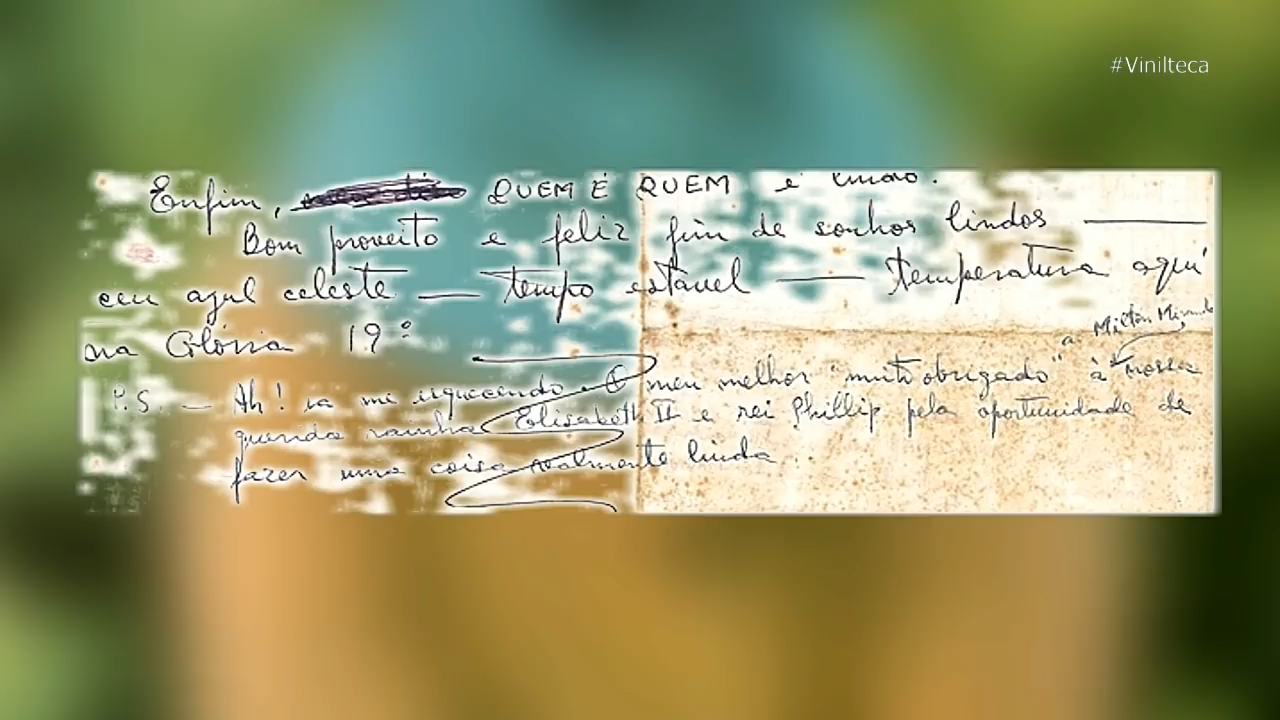 #Vinilteca
Enfim, QUEM É QUEM é lindo.
Bom proveito e feliz fim de sonhos lindos —
ceu azul celeste — tempo estável — temperatura aqui
na Glória 19°
a Milton Miranda
P.S. — Ah! ia me esquecendo. O meu melhor "muito obrigado" à nossa
querida rainha Elisabeth II e rei Phillip pela oportunidade de
fazer uma coisa realmente linda.